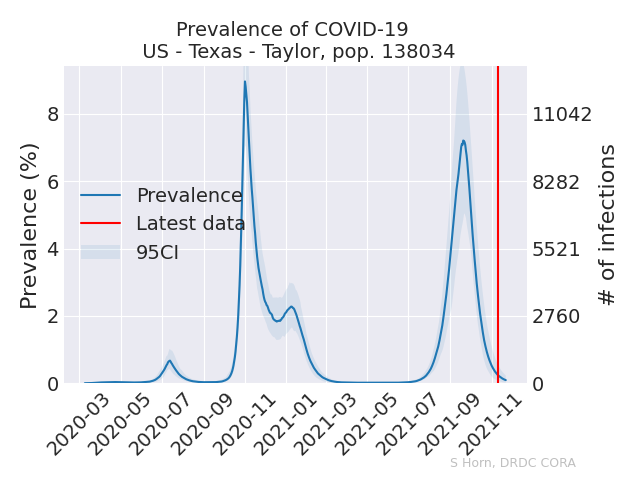 Prevalence of COVID-19
US - Texas - Taylor, pop. 138034
Prevalence (%)
8
6
4
2
0
11042
8282
5521
2760
0
# of infections
Prevalence
Latest data
95CI
2020-03
2020-05
2020-07
2020-09
2020-11
2021-01
2021-03
2021-05
2021-07
2021-09
2021-11
S Horn, DRDC CORA